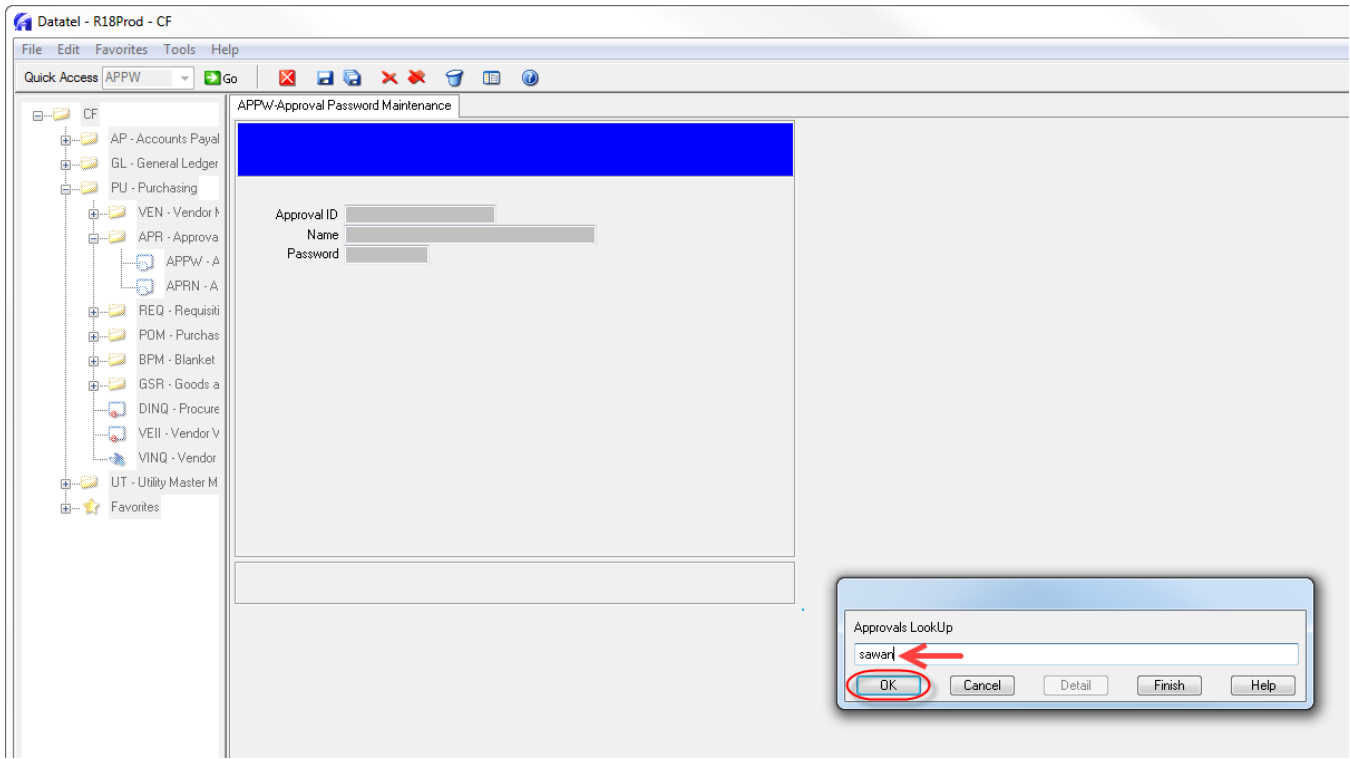 Datatel - R18Prod - CF
File Edit Favorites Tools Help
Quick Access APPW Go
APPW-Approval Password Maintenance
CF
AP - Accounts Payal
GL - General Ledger
PU - Purchasing
VEN - Vendor M
APR - Approva
APPW - A
APRN - A
REQ - Requisiti
POM - Purchas
BPM - Blanket
GSR - Goods a
DINQ - Procure
VEII - Vendor V
VINQ - Vendor
UT - Utility Master M
Favorites
Approval ID
Name
Password
Approvals LookUp
sawan
OK Cancel Detail Finish Help